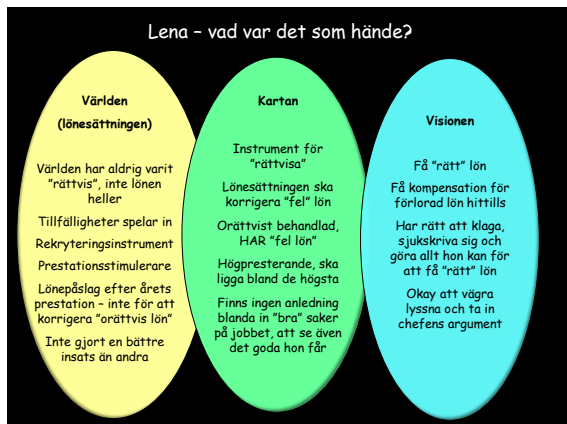 Lena – vad var det som hände?
Världen
(lönesättningen)
Världen har aldrig varit
”rättvis”, inte lönen
heller
Tillfälligheter spelar in
Rekryteringsinstrument
Prestationsstimulerare
Lönepåslag efter årets
prestation – inte för att
korrigera ”orättvis lön”
Inte gjort en bättre
insats än andra
Kartan
Instrument för
”rättvisa”
Lönesättningen ska
korrigera ”fel” lön
Orättvist behandlad,
HAR ”fel lön”
Högpresterande, ska
ligga bland de högsta
Finns ingen anledning
blanda in ”bra” saker
på jobbet, att se även
det goda hon får
Visionen
Få ”rätt” lön
Få kompensation för
förlorad lön hittills
Har rätt att klaga,
sjukskriva sig och
göra allt hon kan för
att få ”rätt” lön
Okay att vägra
lyssna och ta in
chefens argument